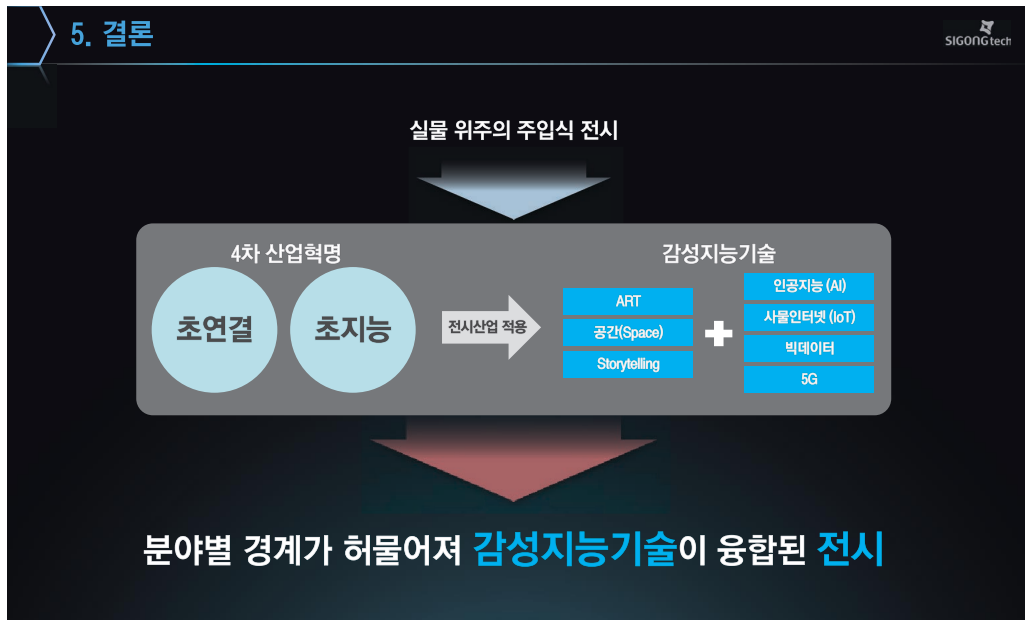 5. 결론
SIGONGtech
실물 위주의 주입식 전시
4차 산업혁명
초연결
초지능
전시산업 적용
감성지능기술
ART
공간(Space)
Storytelling
인공지능 (AI)
사물인터넷 (IoT)
빅데이터
5G
분야별 경계가 허물어져 감성지능기술이 융합된 전시